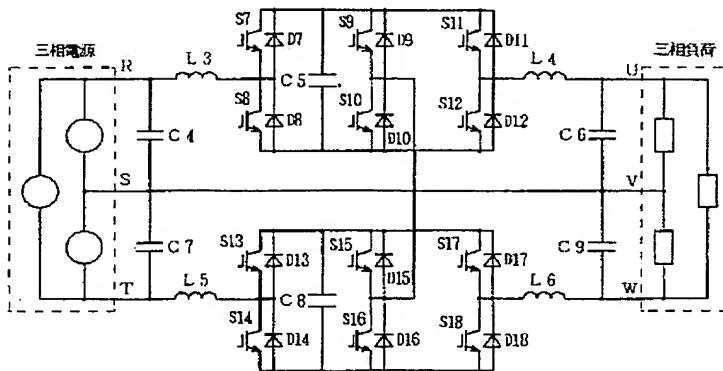 S7
S9
S11
三相電源
R
L 3
D7
D9
D11
L 4
U
三相負荷
C 5
S8
S10
S12
C 4
D8
D10
D12
C 6
S
V
C 7
S13
S15
S17
C 9
D13
D15
D17
T
L 5
C 8
L 6
W
S14
S16
S18
D14
D16
D18